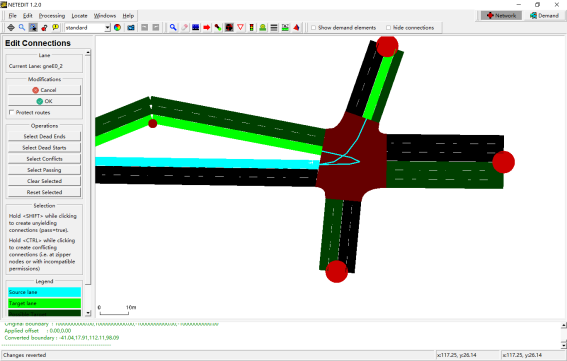 NETEDIT 1.2.0
File Edit Processing Locate Windows Help
Network Demand
standard
Show demand elements hide connections
Edit Connections
Lane
Current Lane: gneE0_2
Modifications
Cancel
OK
Protect routes
Operations
Select Dead Ends
Select Dead Starts
Select Conflicts
Select Passing
Clear Selected
Reset Selected
Selection
Hold <SHIFT> while clicking
to create unyielding
connections (pass=true).
Hold <CTRL> while clicking
to create conflicting
connections (i.e. at zipper
nodes or with incompatible
permissions)
Legend
Source lane
Target lane
0 10m
Applied offset : 0.00,0.00
Converted boundary : -41.04,17.01,112.11,98.09
Changes reverted
x:117.25, y:26.14
x:117.25, y:26.14